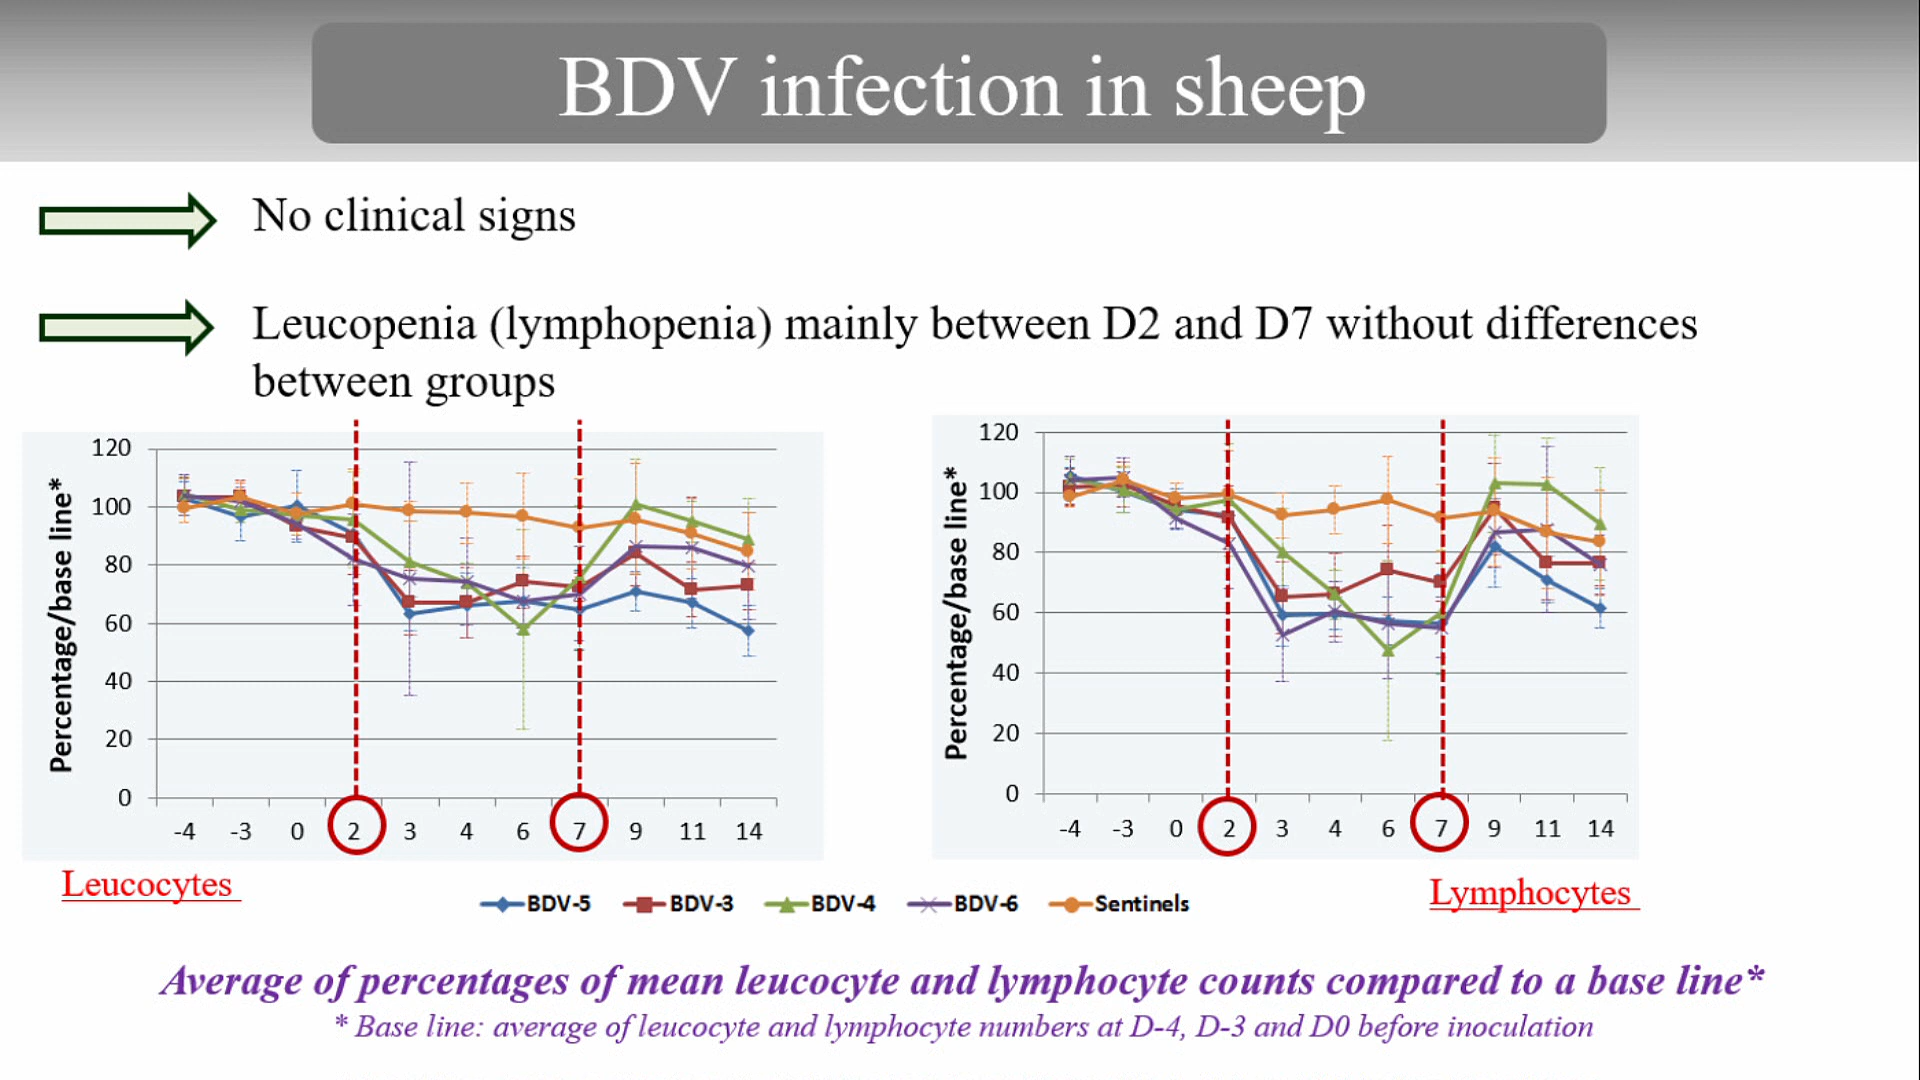 BDV infection in sheep
No clinical signs
Leucopenia (lymphopenia) mainly between D2 and D7 without differences
between groups
Percentage/base line*
120
100
80
60
40
20
0
-4 -3 0 2 3 4 6 7 9 11 14
Leucocytes
Percentage/base line*
120
100
80
60
40
20
0
-4 -3 0 2 3 4 6 7 9 11 14
Lymphocytes
BDV-5 BDV-3 BDV-4 BDV-6 Sentinels
Average of percentages of mean leucocyte and lymphocyte counts compared to a base line*
* Base line: average of leucocyte and lymphocyte numbers at D-4, D-3 and D0 before inoculation